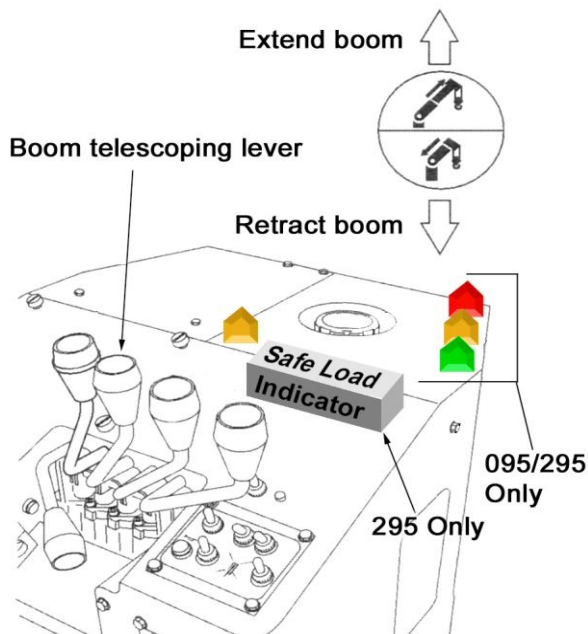 Extend boom
Boom telescoping lever
Retract boom
Safe Load
Indicator
095/295
Only
295 Only